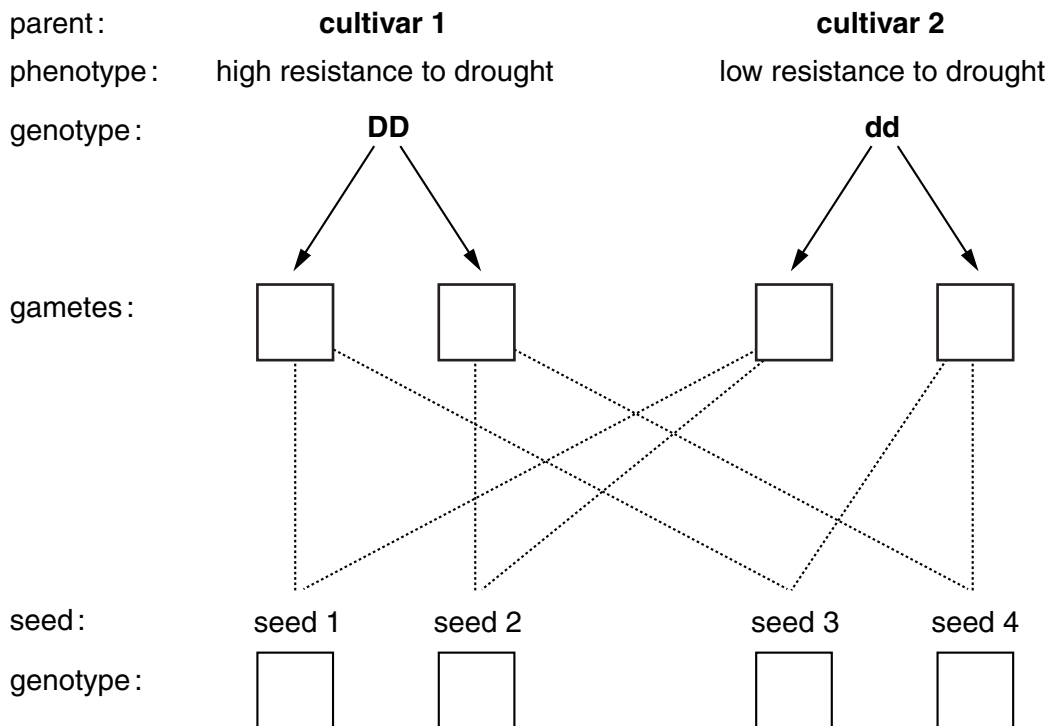 parent: cultivar 1 cultivar 2
phenotype: high resistance to drought low resistance to drought
genotype: DD dd
gametes:
seed: seed 1 seed 2 seed 3 seed 4
genotype: